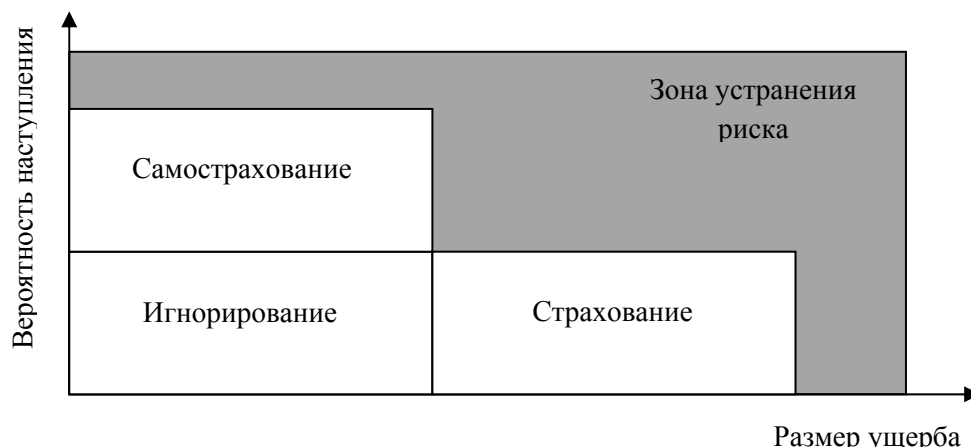 Вероятность наступления
Зона устранения
риска
Самострахование
Игнорирование
Страхование
Размер ущерба